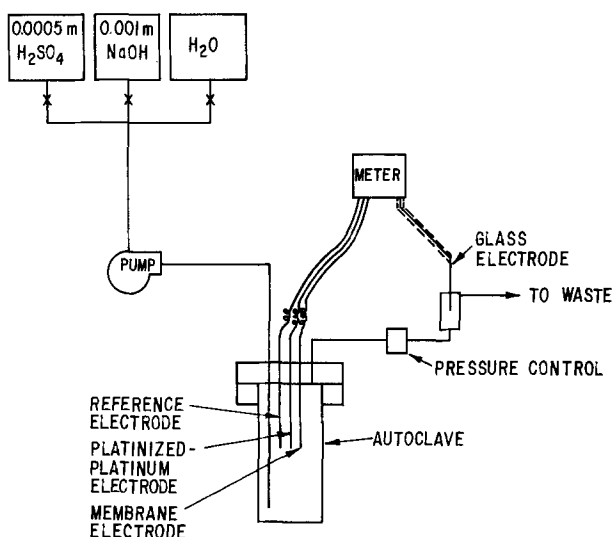 0.0005 m
H₂SO₄
0.001 m
NaOH
H₂O
METER
GLASS
ELECTRODE
PUMP
TO WASTE
PRESSURE CONTROL
REFERENCE
ELECTRODE
PLATINIZED-
PLATINUM
ELECTRODE
AUTOCLAVE
MEMBRANE
ELECTRODE